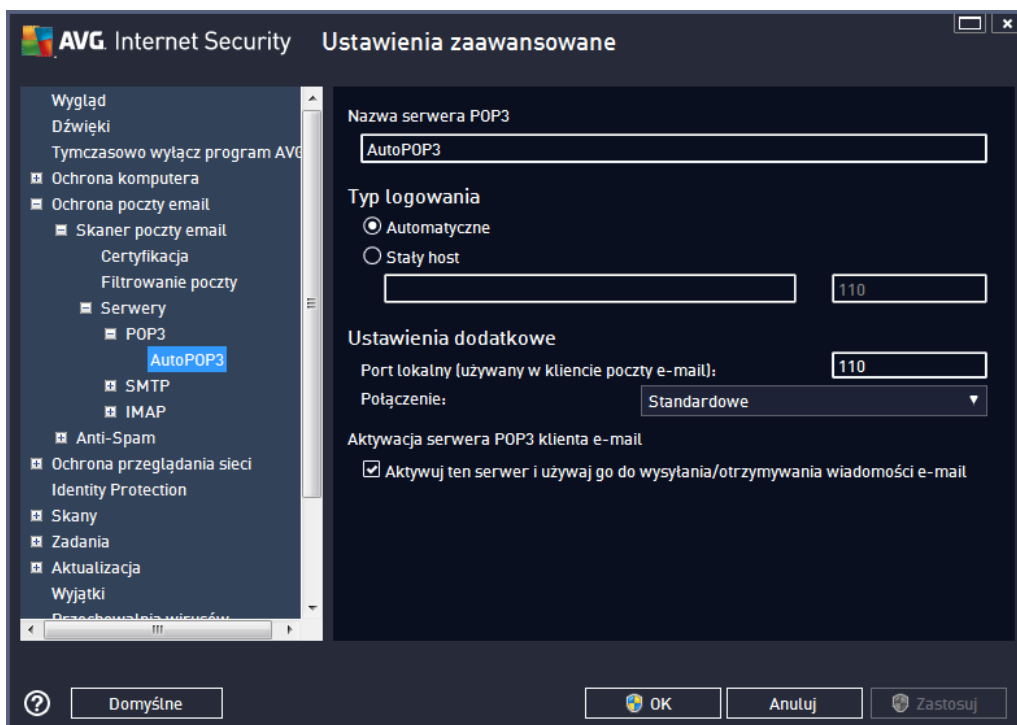 AVG. Internet Security Ustawienia zaawansowane
Wygląd
Dźwięki
Tymczasowo wyłącz program AVG
Ochrona komputera
Ochrona poczty email
Skaner poczty email
Certyfikacja
Filtrowanie poczty
Serwery
POP3
AutoPOP3
SMTP
IMAP
Anti-Spam
Ochrona przeglądania sieci
Identity Protection
Skany
Zadania
Aktualizacja
Wyjątki
Przechowalnia wirusów
Nazwa serwera POP3
AutoPOP3
Typ logowania
Automatyczne
Stały host
110
Ustawienia dodatkowe
Port lokalny (używany w kliencie poczty e-mail): 110
Połączenie: Standardowe
Aktywacja serwera POP3 klienta e-mail
Aktywuj ten serwer i używaj go do wysyłania/otrzymywania wiadomości e-mail
Domyślne OK Anuluj Zastosuj